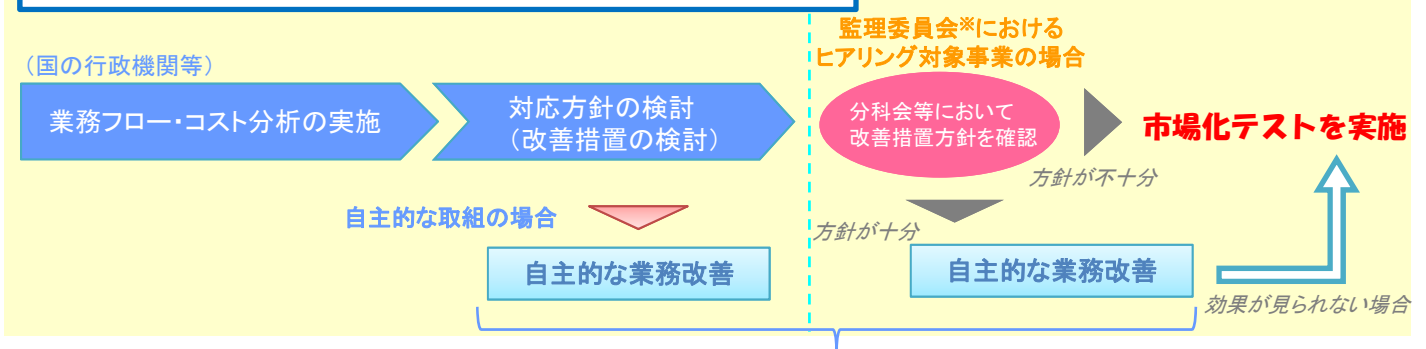 監理委員会※における
ヒアリング対象事業の場合
（国の行政機関等）
業務フロー・コスト分析の実施
対応方針の検討
（改善措置の検討）
分科会等において
改善措置方針を確認
市場化テストを実施
方針が不十分
自主的な取組の場合
方針が十分
自主的な業務改善
自主的な業務改善
効果が見られない場合